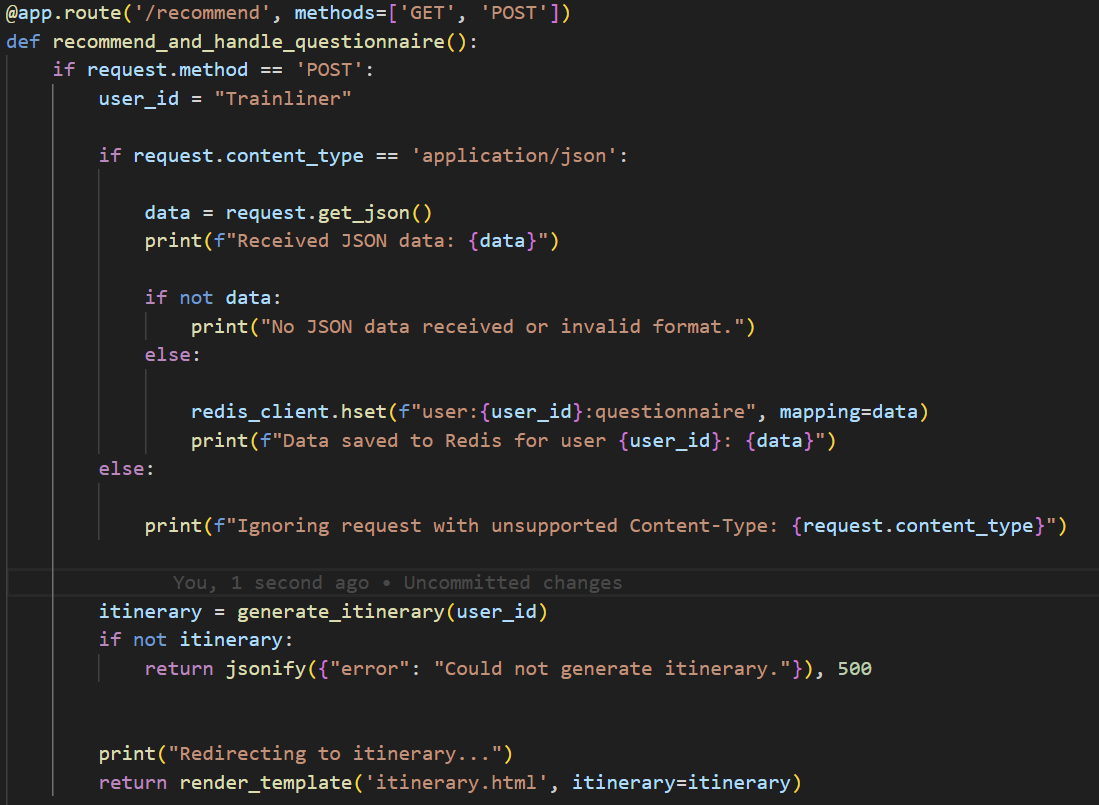 @app.route('/recommend', methods=['GET', 'POST'])
def recommend_and_handle_questionnaire():
if request.method == 'POST':
user_id = "Trainliner"
if request.content_type == 'application/json':
data = request.get_json()
print(f"Received JSON data: {data}")
if not data:
print("No JSON data received or invalid format.")
else:
redis_client.hset(f"user:{user_id}:questionnaire", mapping=data)
print(f"Data saved to Redis for user {user_id}: {data}")
else:
print(f"Ignoring request with unsupported Content-Type: {request.content_type}")
You, 1 second ago • Uncommitted changes
itinerary = generate_itinerary(user_id)
if not itinerary:
return jsonify({"error": "Could not generate itinerary."}), 500
print("Redirecting to itinerary...")
return render_template('itinerary.html', itinerary=itinerary)